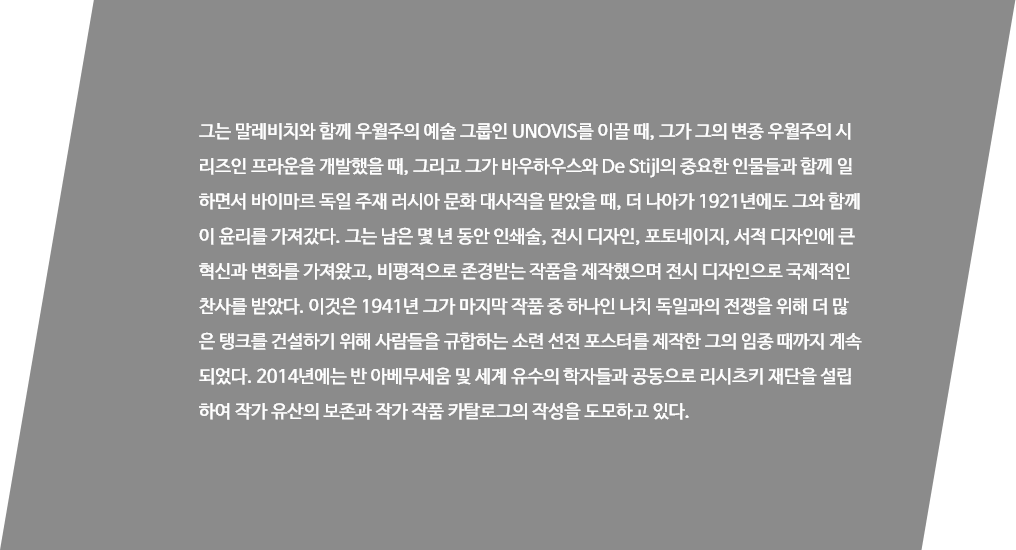 그는 말레비치와 함께 우월주의 예술 그룹인 UNOVIS를 이끌 때, 그가 그의 변종 우월주의 시
리즈인 프라운을 개발했을 때, 그리고 그가 바우하우스와 De Stijl의 중요한 인물들과 함께 일
하면서 바이마르 독일 주재 러시아 문화 대사직을 맡았을 때, 더 나아가 1921년에도 그와 함께
이 윤리를 가져갔다. 그는 남은 몇 년 동안 인쇄술, 전시 디자인, 포토네이지, 서적 디자인에 큰
혁신과 변화를 가져왔고, 비평적으로 존경받는 작품을 제작했으며 전시 디자인으로 국제적인
찬사를 받았다. 이것은 1941년 그가 마지막 작품 중 하나인 나치 독일과의 전쟁을 위해 더 많
은 탱크를 건설하기 위해 사람들을 규합하는 소련 선전 포스터를 제작한 그의 임종 때까지 계속
되었다. 2014년에는 반 아베무세움 및 세계 유수의 학자들과 공동으로 리시츠키 재단을 설립
하여 작가 유산의 보존과 작가 작품 카탈로그의 작성을 도모하고 있다.